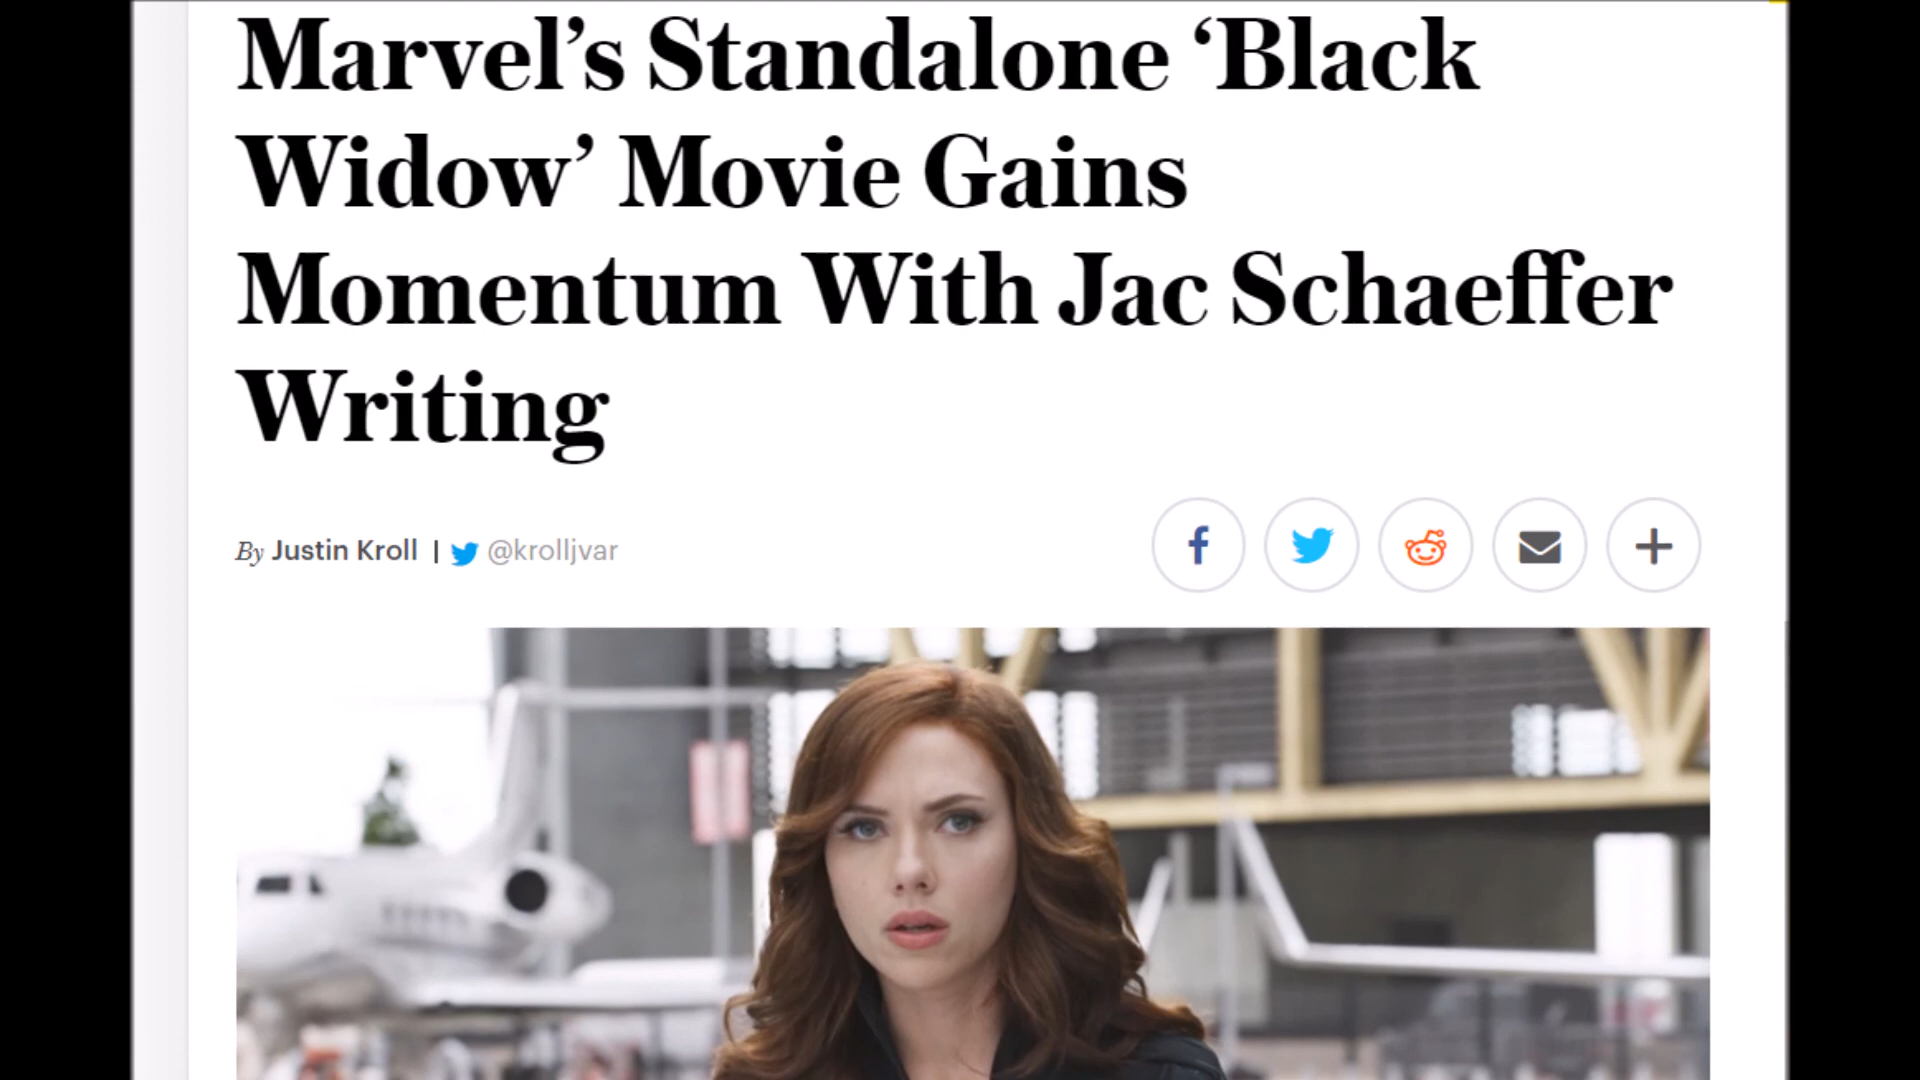 Marvel’s Standalone ‘Black
Widow’ Movie Gains
Momentum With Jac Schaeffer
Writing
By Justin Kroll | @krolljvar